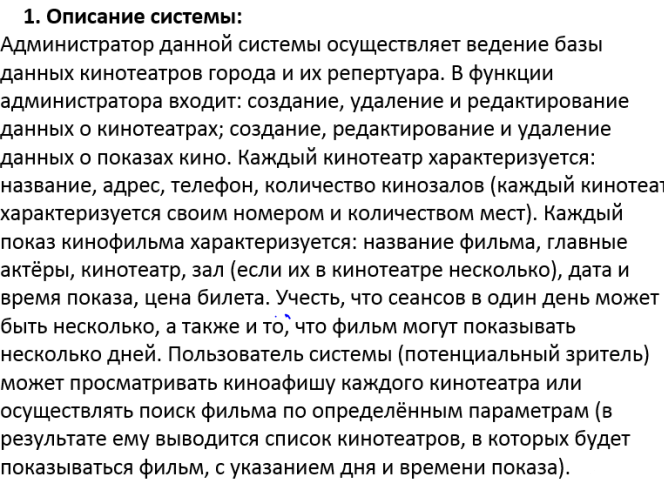 1. Описание системы:
Администратор данной системы осуществляет ведение базы
данных кинотеатров города и их репертуара. В функции
администратора входит: создание, удаление и редактирование
данных о кинотеатрах; создание, редактирование и удаление
данных о показах кино. Каждый кинотеатр характеризуется:
название, адрес, телефон, количество кинозалов (каждый кинотеат
характеризуется своим номером и количеством мест). Каждый
показ кинофильма характеризуется: название фильма, главные
актёры, кинотеатр, зал (если их в кинотеатре несколько), дата и
время показа, цена билета. Учесть, что сеансов в один день может
быть несколько, а также и то, что фильм могут показывать
несколько дней. Пользователь системы (потенциальный зритель)
может просматривать киноафишу каждого кинотеатра или
осуществлять поиск фильма по определённым параметрам (в
результате ему выводится список кинотеатров, в которых будет
показываться фильм, с указанием дня и времени показа).